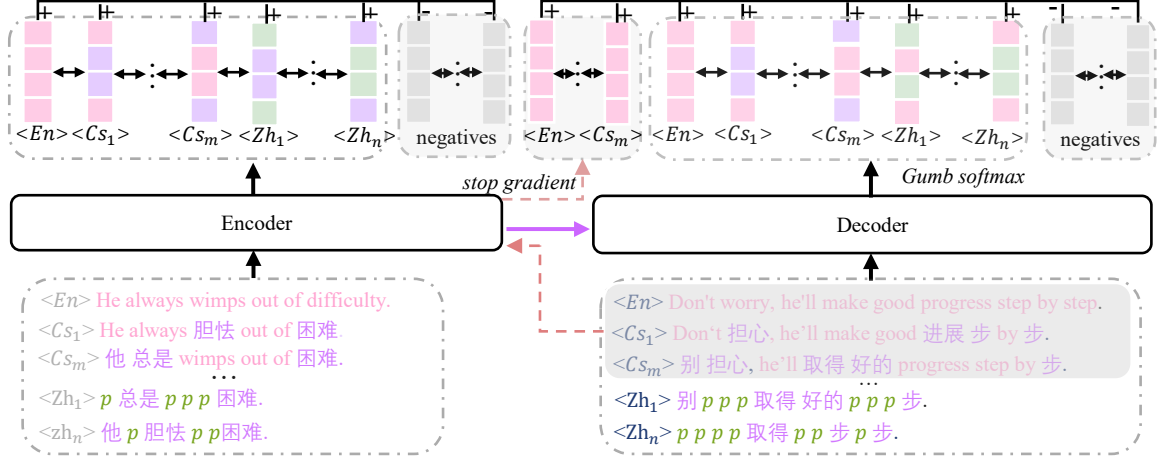 + + + + + - - + + + + + + + - -
<En> <Cs₁> <Csₘ> <Zh₁> <Zhₙ> negatives <En> <Csₘ> <En> <Cs₁> <Csₘ> <Zh₁> <Zhₙ> negatives
stop gradient
Gumb softmax
Encoder
Decoder
<En> He always wimps out of difficulty.
<Cs₁> He always 胆怯 out of 困难.
<Csₘ> 他 总是 wimps out of 困难.
...
<Zh₁> p 总是 p p p 困难.
<zhₙ> 他 p 胆怯 p p困难.
<En> Don't worry, he'll make good progress step by step.
<Cs₁> Don‘t 担心, he’ll make good 进展 步 by 步.
<Csₘ> 别 担心, he’ll 取得 好的 progress step by 步.
...
<Zh₁> 别 p p p 取得 好的 p p p 步.
<Zhₙ> p p p p 取得 p p 步 p 步.